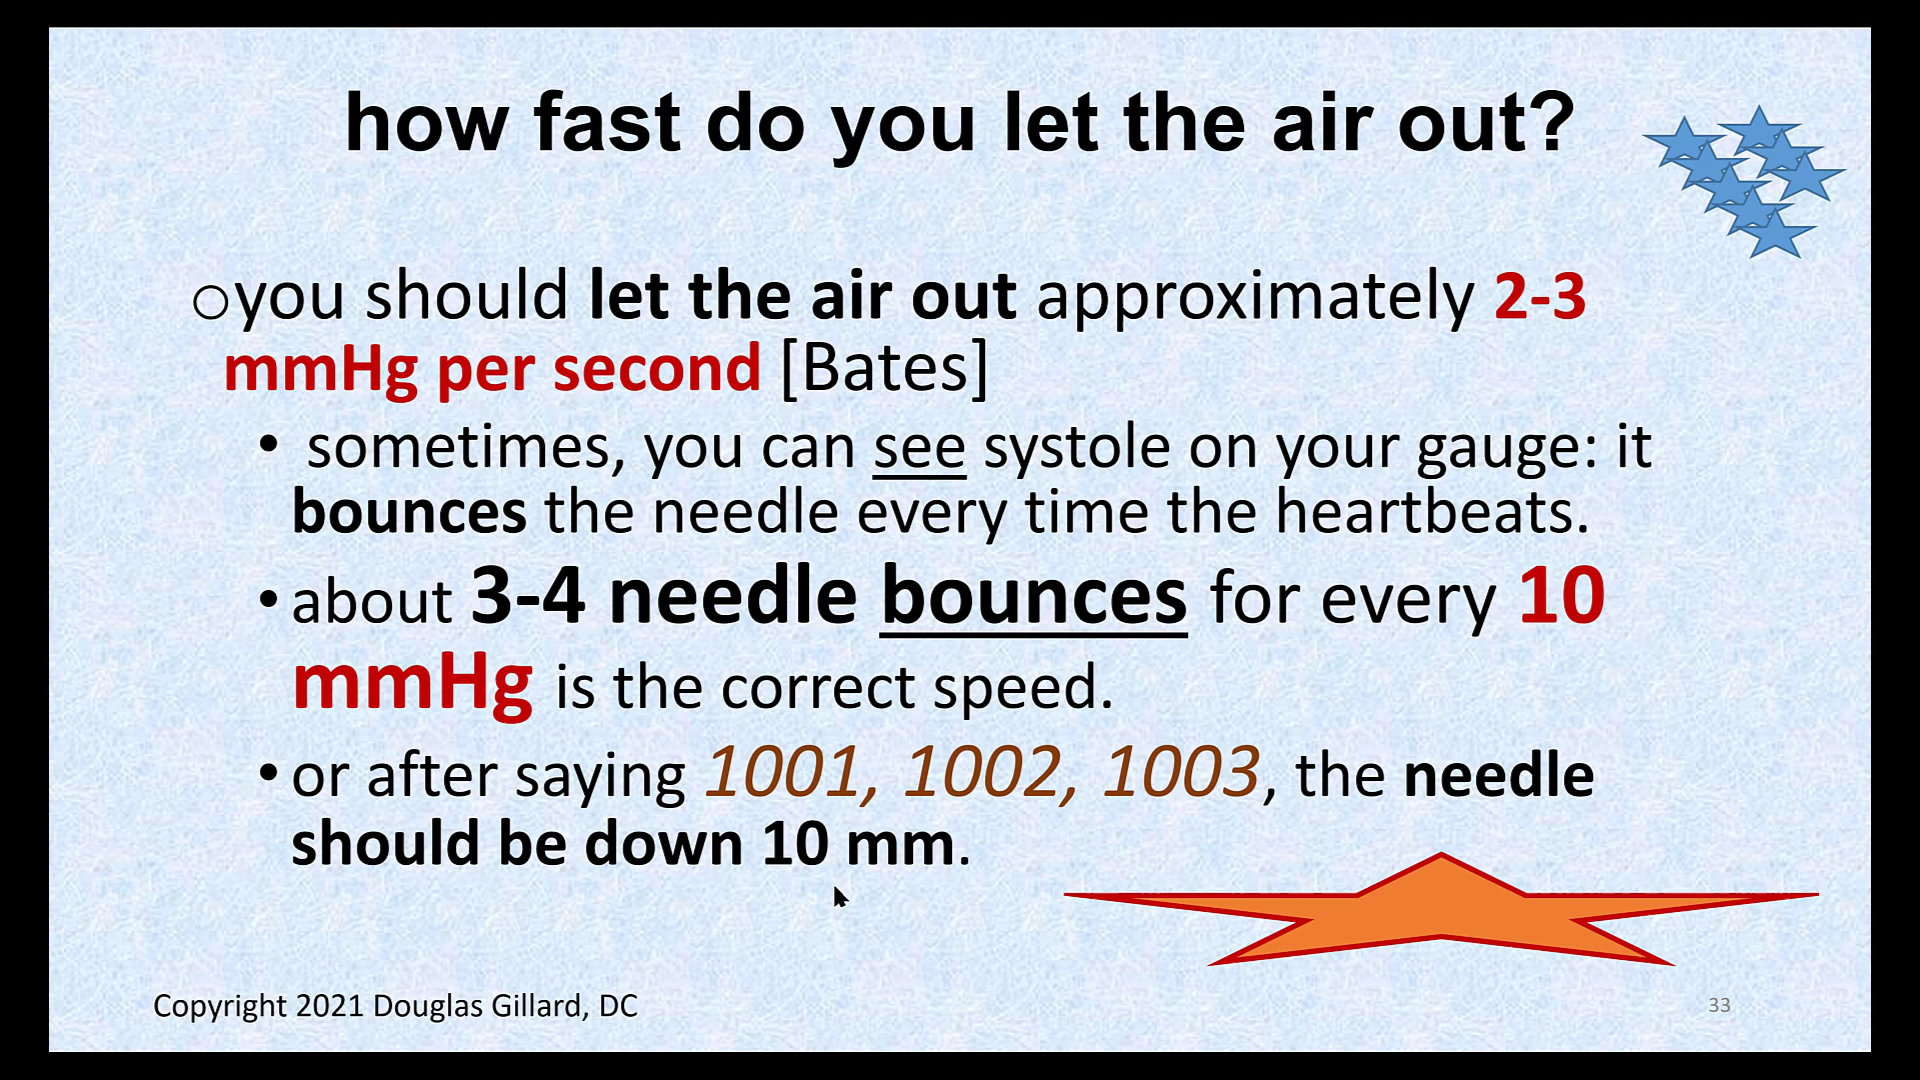 how fast do you let the air out?
oyou should let the air out approximately 2-3
mmHg per second [Bates]
• sometimes, you can see systole on your gauge: it
bounces the needle every time the heartbeats.
• about 3-4 needle bounces for every 10
mmHg is the correct speed.
• or after saying 1001, 1002, 1003, the needle
should be down 10 mm.
Copyright 2021 Douglas Gillard, DC
33